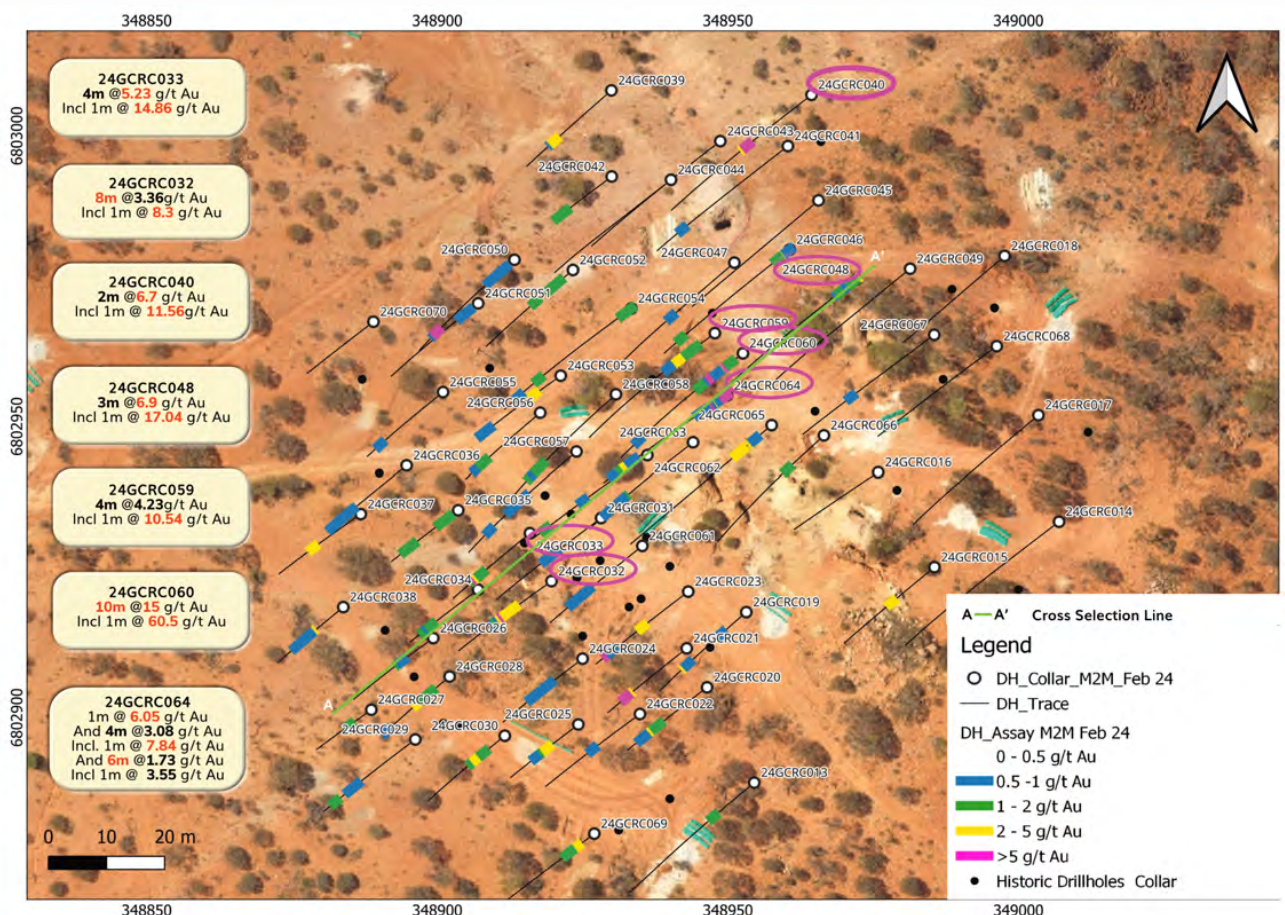 348850
348900
348950
349000
6803000
6802950
6802900
24GCRC033
4m @5.23 g/t Au
Incl 1m @ 14.86 g/t Au
24GCRC032
8m @3.36g/t Au
Incl 1m @ 8.3 g/t Au
24GCRC040
2m @6.7 g/t Au
Incl 1m @ 11.56g/t Au
24GCRC048
3m @6.9 g/t Au
Incl 1m @ 17.04 g/t Au
24GCRC059
4m @4.23g/t Au
Incl 1m @ 10.54 g/t Au
24GCRC060
10m @15 g/t Au
Incl 1m @ 60.5 g/t Au
24GCRC064
1m @ 6.05 g/t Au
And 4m @3.08 g/t Au
Incl. 1m @ 7.84 g/t Au
And 6m @1.73 g/t Au
Incl 1m @ 3.55 g/t Au
24GCRC039
24GCRC040
24GCRC043
24GCRC041
24GCRC042
24GCRC044
24GCRC045
24GCRC050
24GCRC052
24GCRC047
24GCRC046
24GCRC048
A'
24GCRC049
24GCRC018
24GCRC051
24GCRC054
24GCRC070
24GCRC059
24GCRC060
24GCRC067
24GCRC068
24GCRC053
24GCRC055
24GCRC058
24GCRC064
24GCRC056
24GCRC065
24GCRC017
24GCRC057
24GCRC063
24GCRC066
24GCRC036
24GCRC062
24GCRC016
24GCRC037
24GCRC035
24GCRC031
24GCRC014
24GCRC033
24GCRC061
24GCRC032
24GCRC015
24GCRC034
24GCRC023
24GCRC038
24GCRC019
24GCRC026
24GCRC021
24GCRC024
24GCRC028
24GCRC020
A
24GCRC027
24GCRC022
24GCRC025
24GCRC029
24GCRC030
24GCRC013
24GCRC069
0 10 20 m
A A' Cross Selection Line
Legend
DH_Collar_M2M_Feb 24
DH_Trace
DH_Assay M2M Feb 24
0 - 0.5 g/t Au
0.5 -1 g/t Au
1 - 2 g/t Au
2 - 5 g/t Au
>5 g/t Au
Historic Drillholes Collar
348850
348900
348950
349000